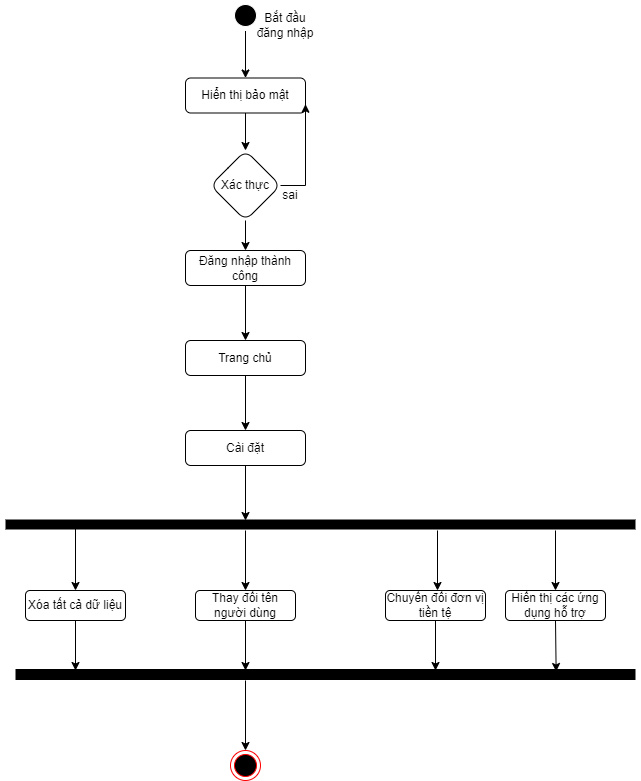 Bắt đầu
đăng nhập
Hiển thị bảo mật
Xác thực
sai
Đăng nhập thành
công
Trang chủ
Cải đặt
Xóa tất cả dữ liệu
Thay đổi tên
người dùng
Chuyển đổi đơn vị
tiền tệ
Hiển thị các ứng
dụng hỗ trợ